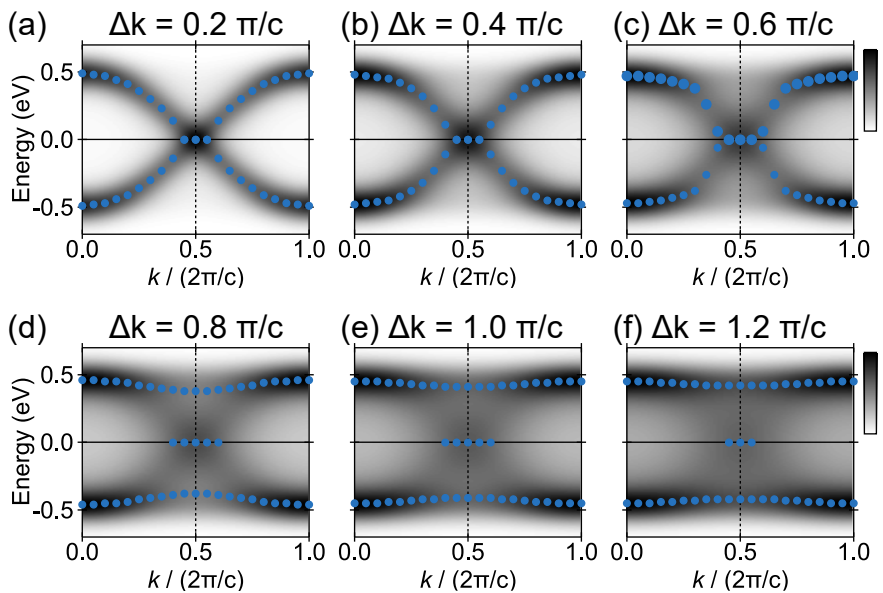 (a) Δk = 0.2 π/c
(b) Δk = 0.4 π/c
(c) Δk = 0.6 π/c
Energy (eV)
0.5
0.0
-0.5
0.0 0.5 1.0
0.0 0.5 1.0
0.0 0.5 1.0
k / (2π/c)
k / (2π/c)
k / (2π/c)
(d) Δk = 0.8 π/c
(e) Δk = 1.0 π/c
(f) Δk = 1.2 π/c
Energy (eV)
0.5
0.0
-0.5
0.0 0.5 1.0
0.0 0.5 1.0
0.0 0.5 1.0
k / (2π/c)
k / (2π/c)
k / (2π/c)